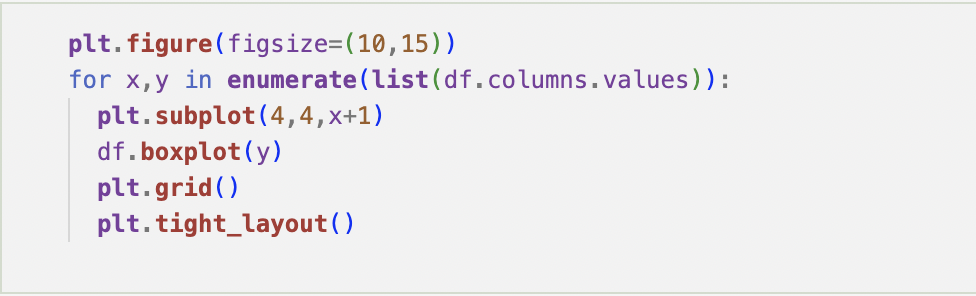 plt.figure(figsize=(10,15))
for x,y in enumerate(list(df.columns.values)):
  plt.subplot(4,4,x+1)
  df.boxplot(y)
  plt.grid()
  plt.tight_layout()